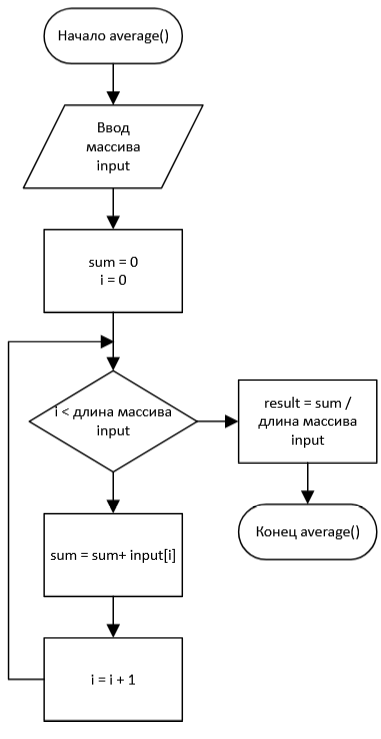 Начало average()
Ввод
массива
input
sum = 0
i = 0
i < длина массива
input
result = sum /
длина массива
input
sum = sum+ input[i]
Конец average()
i = i + 1